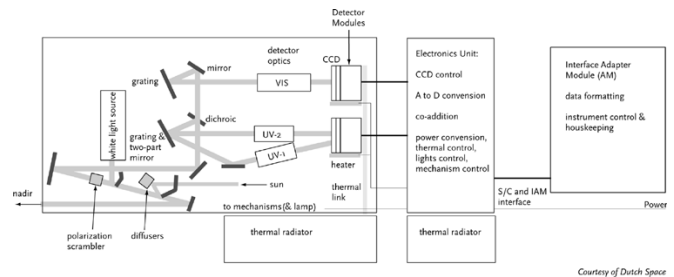 Detector
Modules
detector
optics
CCD
mirror
grating
VIS
white light source
dichroic
grating &
two-part
mirror
UV-2
UV-1
heater
sun
thermal
link
nadir
to mechanisms(& lamp)
polarization
scrambler
diffusers
thermal radiator
Electronics Unit:
CCD control
A to D convension
co-addition
power convension,
thermal control,
lights control,
mechanism control
thermal radiator
S/C and IAM
interface
Interface Adapter
Module (AM)
data formatting
instrument control &
houskeeping
Power
Courtesy of Dutch Space